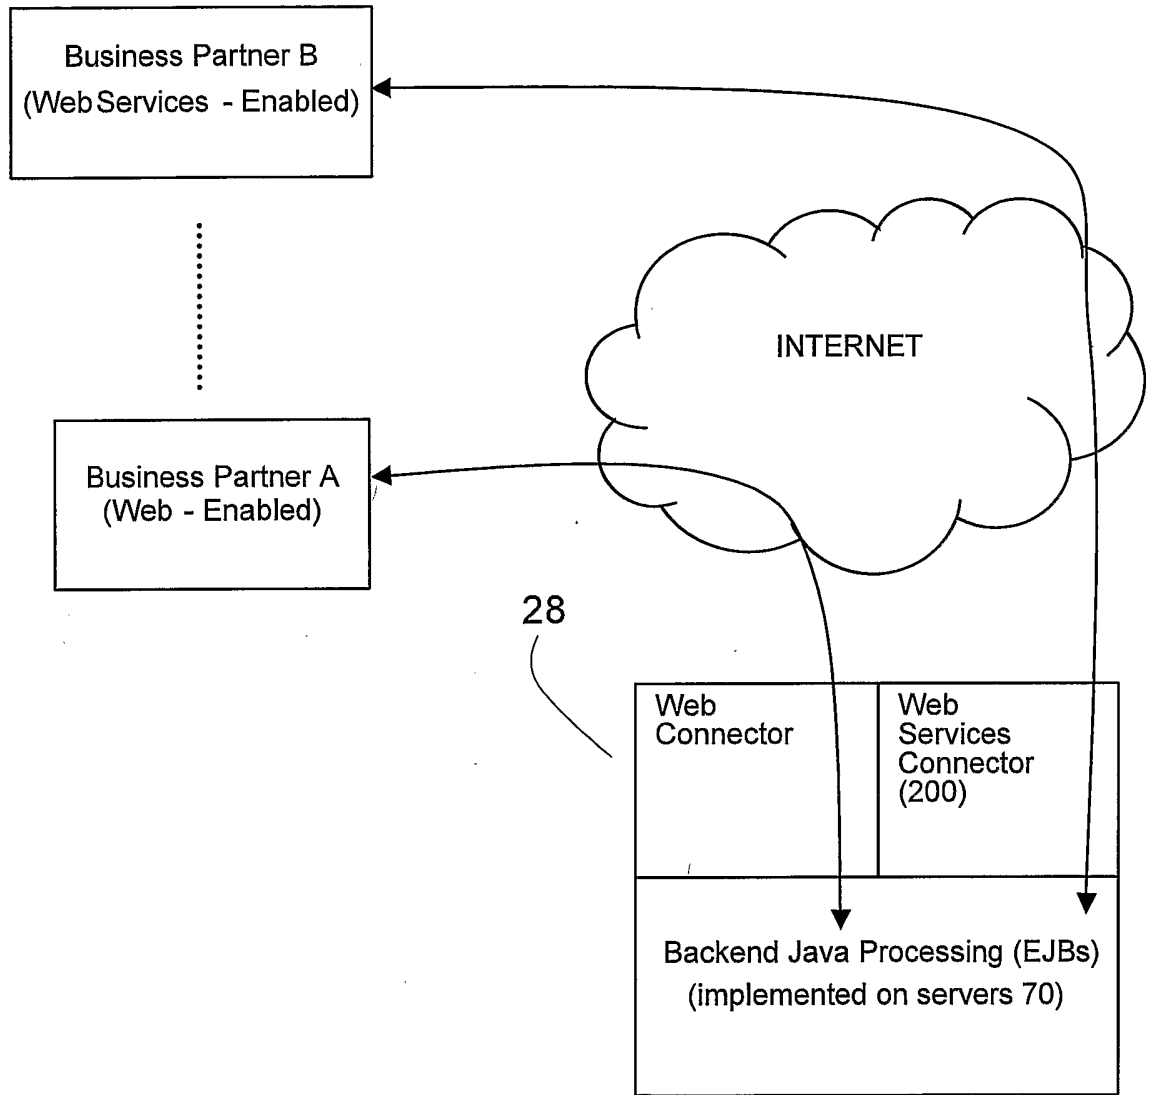 Business Partner B
(Web Services - Enabled)
INTERNET
Business Partner A
(Web - Enabled)
28
Web
Connector
Web
Services
Connector
(200)
Backend Java Processing (EJBs)
(implemented on servers 70)